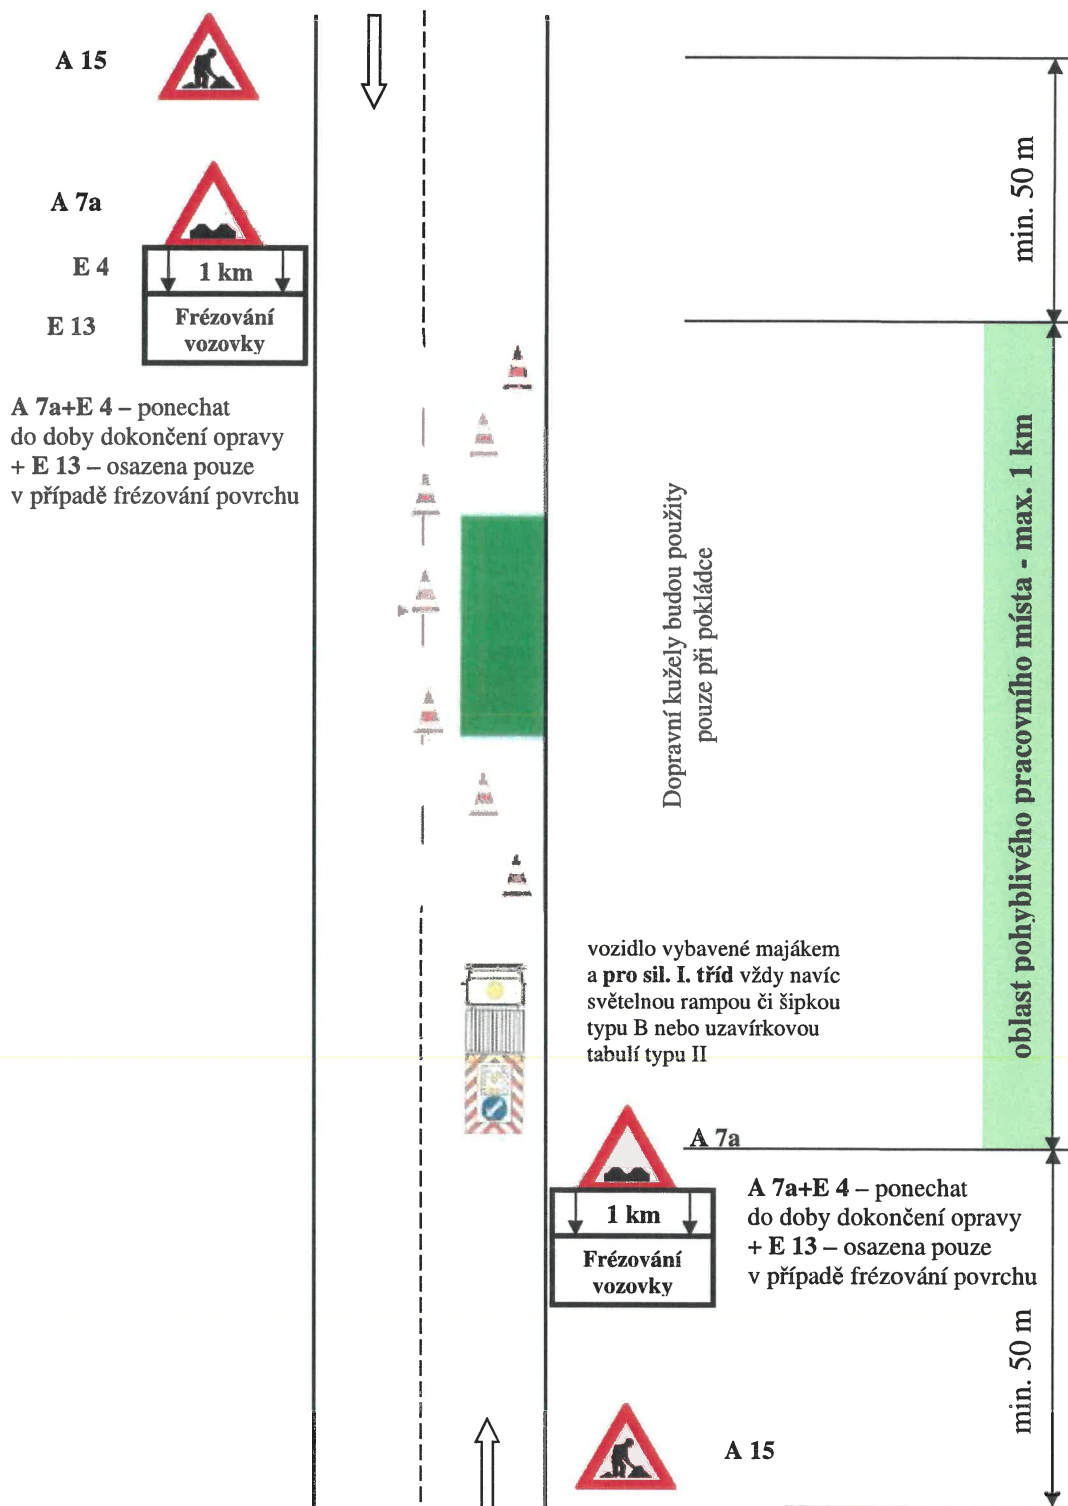 A 15
A 7a
E 4
1 km
E 13
Frézování
vozovky
A 7a+E 4 – ponechat
do doby dokončení opravy
+ E 13 – osazena pouze
v případě frézování povrchu
min. 50 m
oblast pohyblivého pracovního místa - max. 1 km
Dopravní kužely budou použity
pouze při pokládce
vozidlo vybavené majákem
a pro sil. I. tříd vždy navíc
světelnou rampou či šipkou
typu B nebo uzavírkovou
tabulí typu II
A 7a
1 km
Frézování
vozovky
A 7a+E 4 – ponechat
do doby dokončení opravy
+ E 13 – osazena pouze
v případě frézování povrchu
min. 50 m
A 15